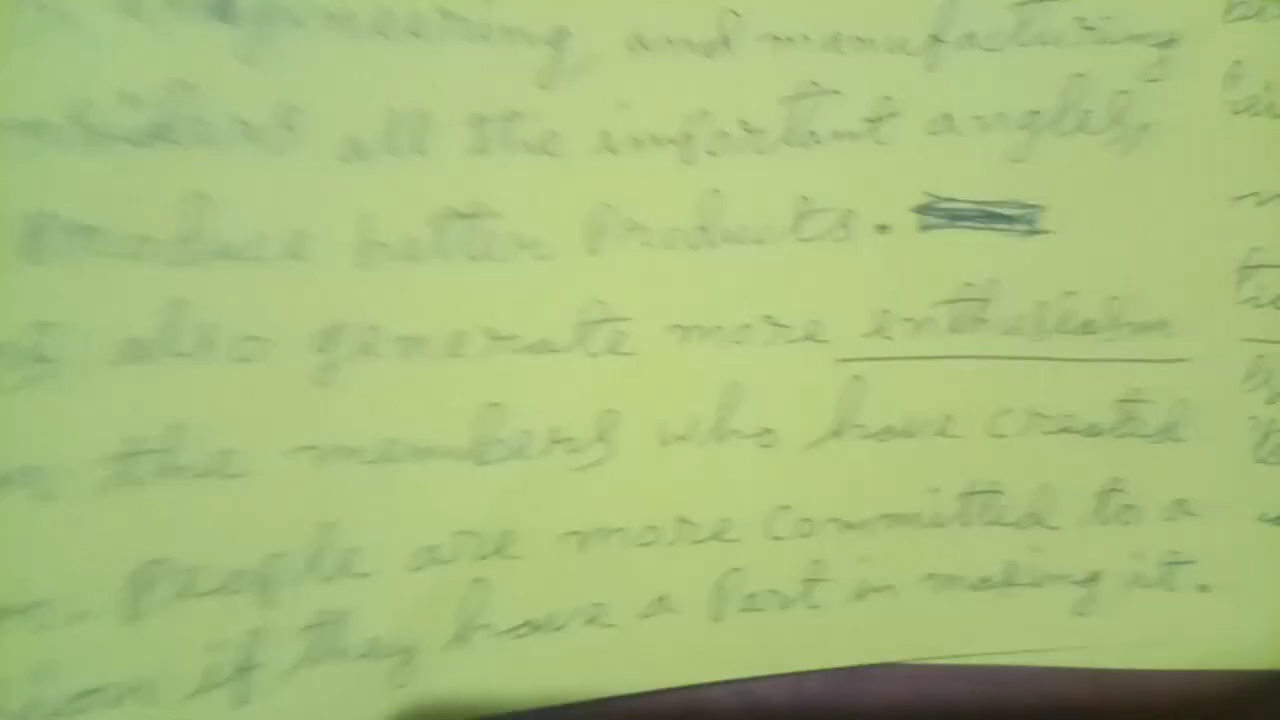 and manufacturing
all the important angles,
produce better products.
also generate more enthusiasm
the members who have created
People are more committed to a
if they have a part in making it.